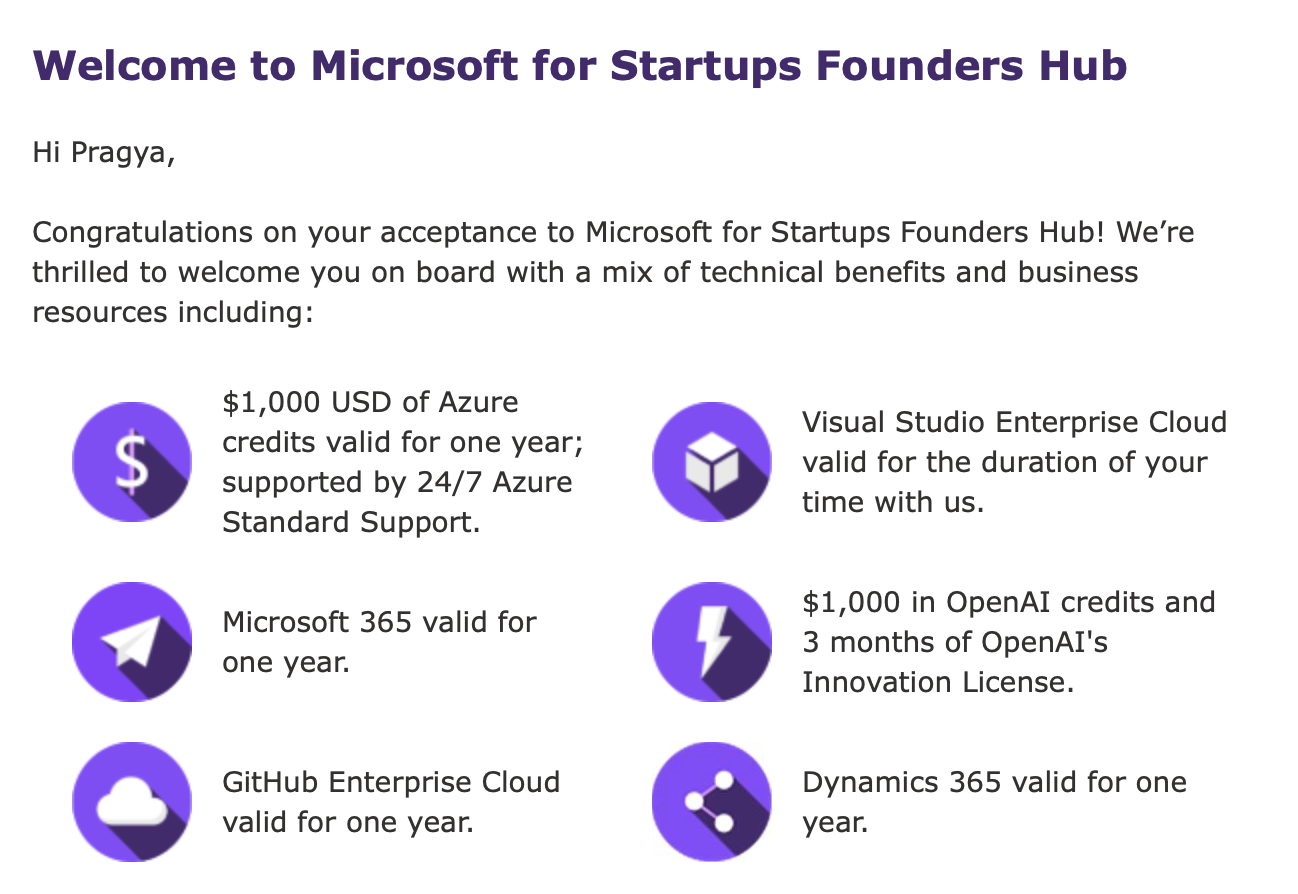 Welcome to Microsoft for Startups Founders Hub
Hi Pragya,
Congratulations on your acceptance to Microsoft for Startups Founders Hub! We’re
thrilled to welcome you on board with a mix of technical benefits and business
resources including:
$
$1,000 USD of Azure
credits valid for one year;
supported by 24/7 Azure
Standard Support.
Visual Studio Enterprise Cloud
valid for the duration of your
time with us.
Microsoft 365 valid for
one year.
$1,000 in OpenAI credits and
3 months of OpenAI's
Innovation License.
GitHub Enterprise Cloud
valid for one year.
Dynamics 365 valid for one
year.